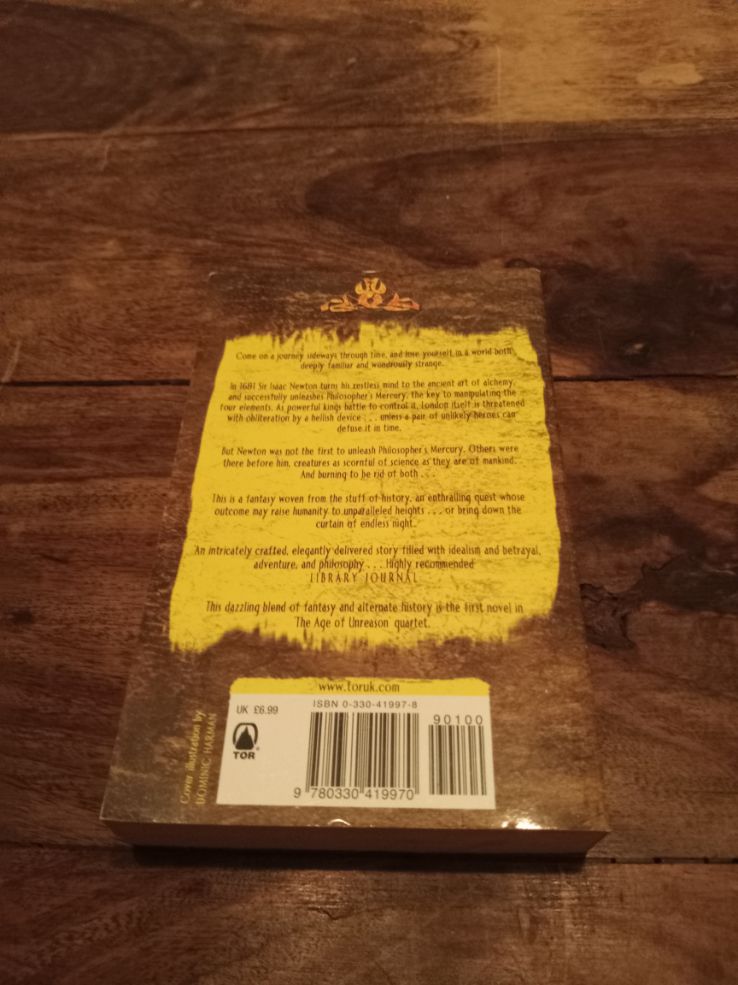 Come on a journey sideways through time, and lose yourself in a world both
deeply familiar and wondrously strange.
In 1681 Sir Isaac Newton turns his restless mind to the ancient art of alchemy,
and successfully unleashes Philosopher's Mercury, the key to manipulating the
four elements. As powerful kings battle to control it, London itself is threatened
with obliteration by a hellish device . . . unless a pair of unlikely heroes can
defuse it in time.
But Newton was not the first to unleash Philosopher's Mercury. Others were
there before him, creatures as scornful of science as they are of mankind.
And burning to be rid of both . . .
This is a fantasy woven from the stuff of history, an enthralling quest whose
outcome may raise humanity to unparalleled heights . . . or bring down the
curtain of endless night.
An intricately crafted, elegantly delivered story filled with idealism and betrayal,
adventure, and philosophy . . . Highly recommended
LIBRARY JOURNAL
This dazzling blend of fantasy and alternate history is the first novel in
The Age of Unreason quartet.
www.toruk.com
UK £6.99
ISBN 0-330-41997-8
90100
TOR
9 780330 419970
Cover illustration by
DOMINIC HARMAN